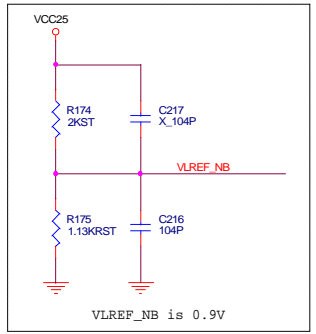 VCC25
R174
2KST
C217
X_104P
VLREF_NB
R175
1.13KRST
C216
104P
VLREF_NB is 0.9V